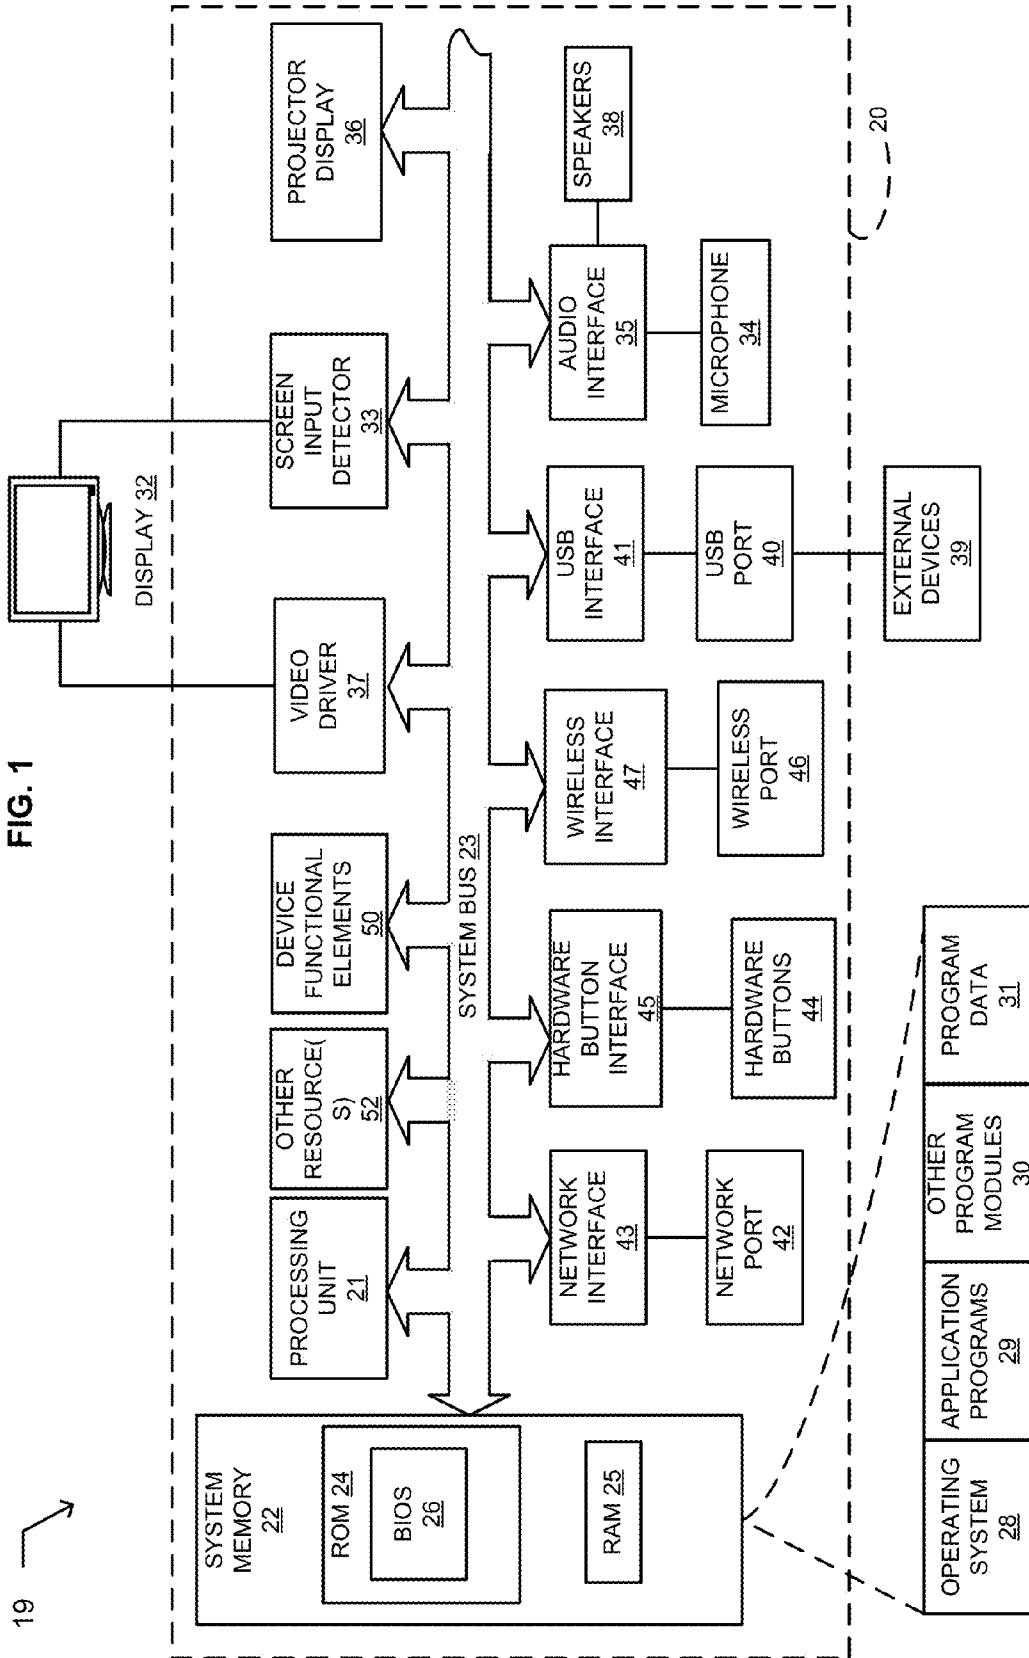 FIG. 1
19
DISPLAY 32
SYSTEM
MEMORY
22
ROM 24
BIOS
26
RAM 25
PROCESSING
UNIT
21
OTHER
RESOURCE(
S)
52
DEVICE
FUNCTIONAL
ELEMENTS
50
VIDEO
DRIVER
37
SCREEN
INPUT
DETECTOR
33
PROJECTOR
DISPLAY
36
SYSTEM BUS 23
NETWORK
INTERFACE
43
HARDWARE
BUTTON
INTERFACE
45
WIRELESS
INTERFACE
47
USB
INTERFACE
41
AUDIO
INTERFACE
35
SPEAKERS
38
NETWORK
PORT
42
HARDWARE
BUTTONS
44
WIRELESS
PORT
46
USB
PORT
40
MICROPHONE
34
20
EXTERNAL
DEVICES
39
OPERATING
SYSTEM
28
APPLICATION
PROGRAMS
29
OTHER
PROGRAM
MODULES
30
PROGRAM
DATA
31